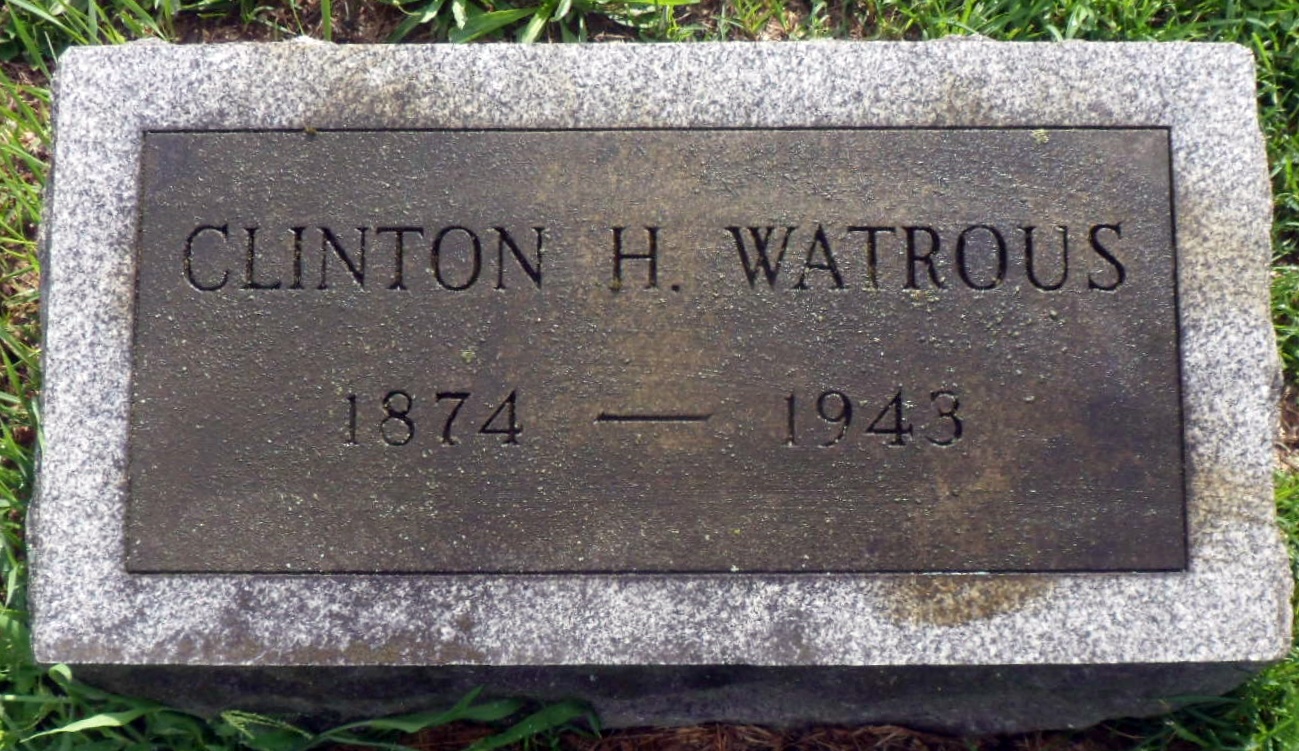 CLINTON H. WATROUS
1874 — 1943